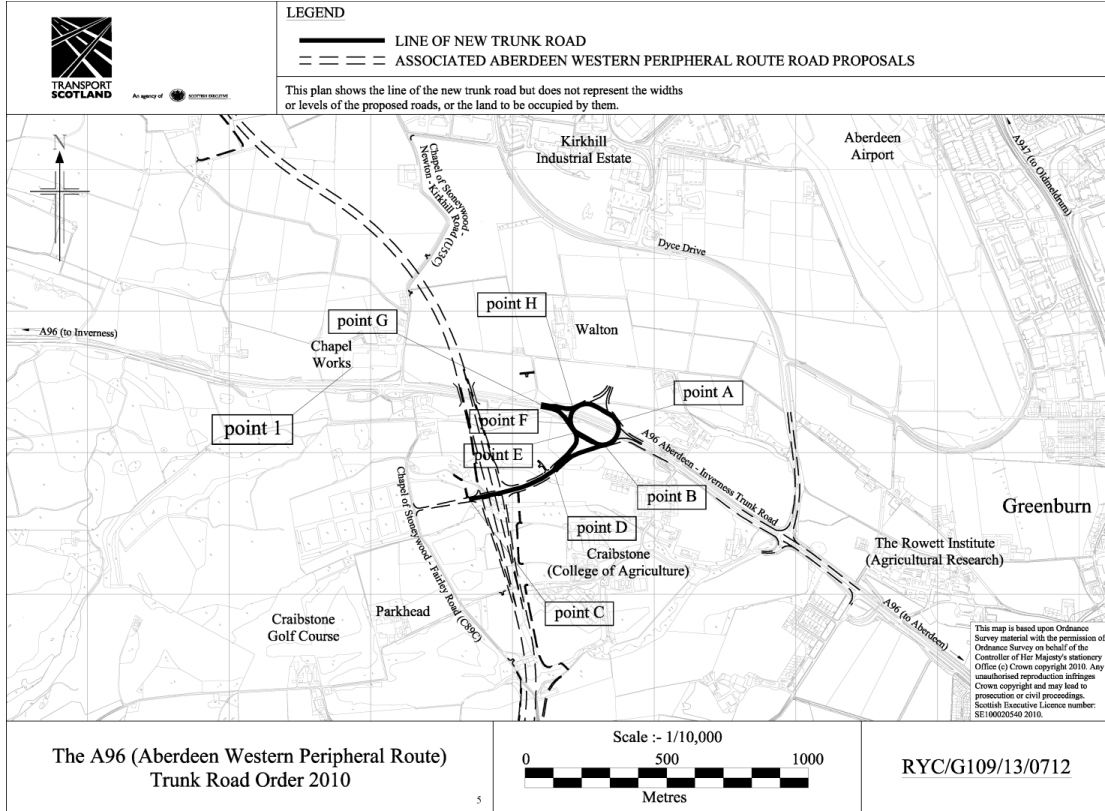 TRANSPORT
SCOTLAND
An agency of
SCOTTISH EXECUTIVE
LEGEND
LINE OF NEW TRUNK ROAD
ASSOCIATED ABERDEEN WESTERN PERIPHERAL ROUTE ROAD PROPOSALS
This plan shows the line of the new trunk road but does not represent the widths
or levels of the proposed roads, or the land to be occupied by them.
N
Chapel of Stoneywood -
Newton - Kirkhill Road (U53C)
Kirkhill
Industrial Estate
Aberdeen
Airport
A947 (to Oldmeldrum)
Dyce Drive
point H
point G
Walton
A96 (to Inverness)
Chapel
Works
point A
point 1
point F
point E
A96 Aberdeen - Inverness Trunk Road
point B
Chapel of Stoneywood - Fairley Road (C89C)
Greenburn
point D
Craibstone
(College of Agriculture)
The Rowett Institute
(Agricultural Research)
point C
Parkhead
Craibstone
Golf Course
A96 (to Aberdeen)
This map is based upon Ordnance
Survey material with the permission of
Ordnance Survey on behalf of the
Controller of Her Majesty's stationery
Office (c) Crown copyright 2010. Any
unauthorised reproduction infringes
Crown copyright and may lead to
prosecution or civil proceedings.
Scottish Executive Licence number:
SE100020540 2010.
The A96 (Aberdeen Western Peripheral Route)
Trunk Road Order 2010
5
Scale :- 1/10,000
0 500 1000
Metres
RYC/G109/13/0712